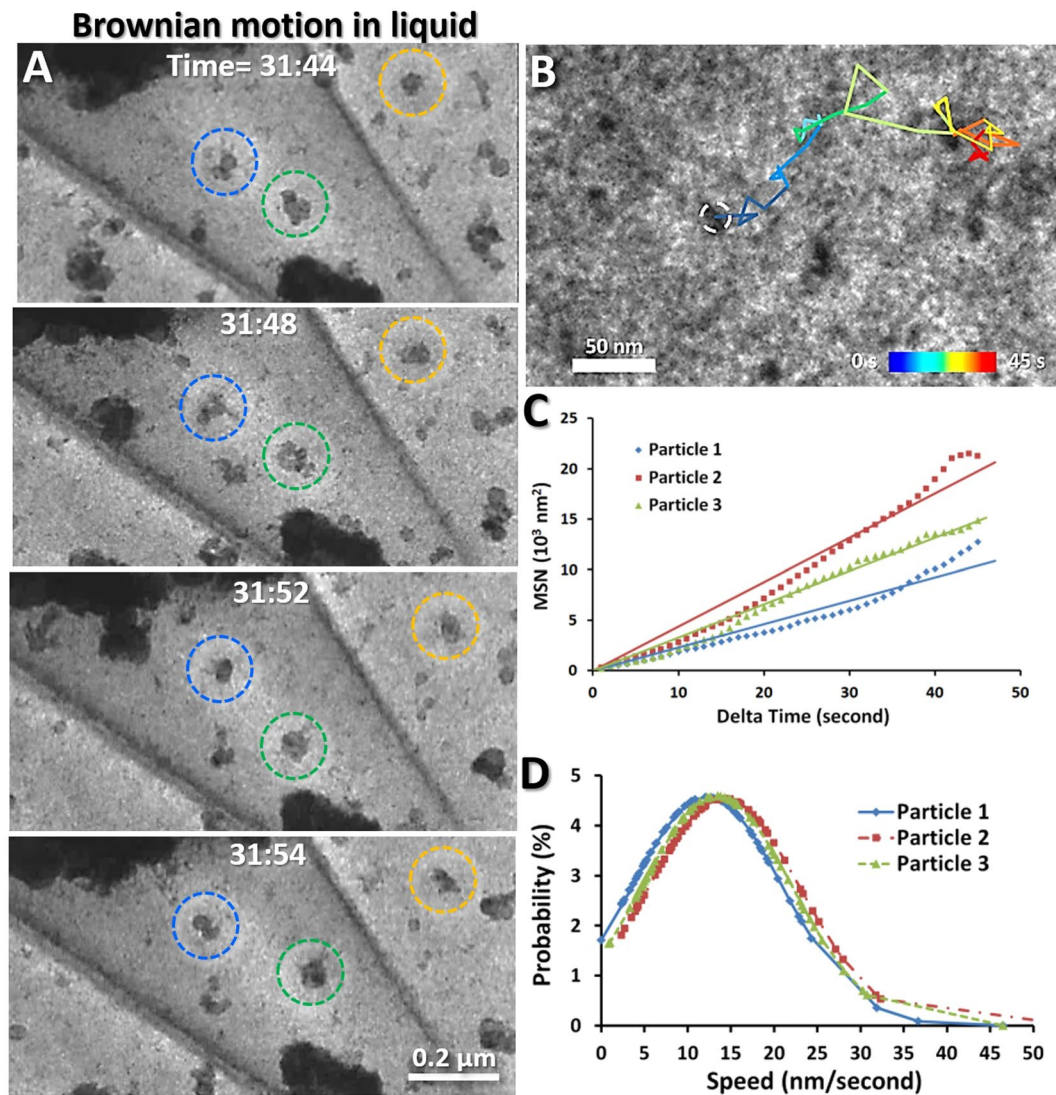 Brownian motion in liquid
A
Time= 31:44
31:48
31:52
31:54
0.2 µm
B
50 nm
0 s
45 s
C
MSN (10³ nm²)
25
20
15
10
5
0
Particle 1
Particle 2
Particle 3
0 10 20 30 40 50
Delta Time (second)
D
Probability (%)
5
4
3
2
1
0
Particle 1
Particle 2
Particle 3
0 5 10 15 20 25 30 35 40 45 50
Speed (nm/second)